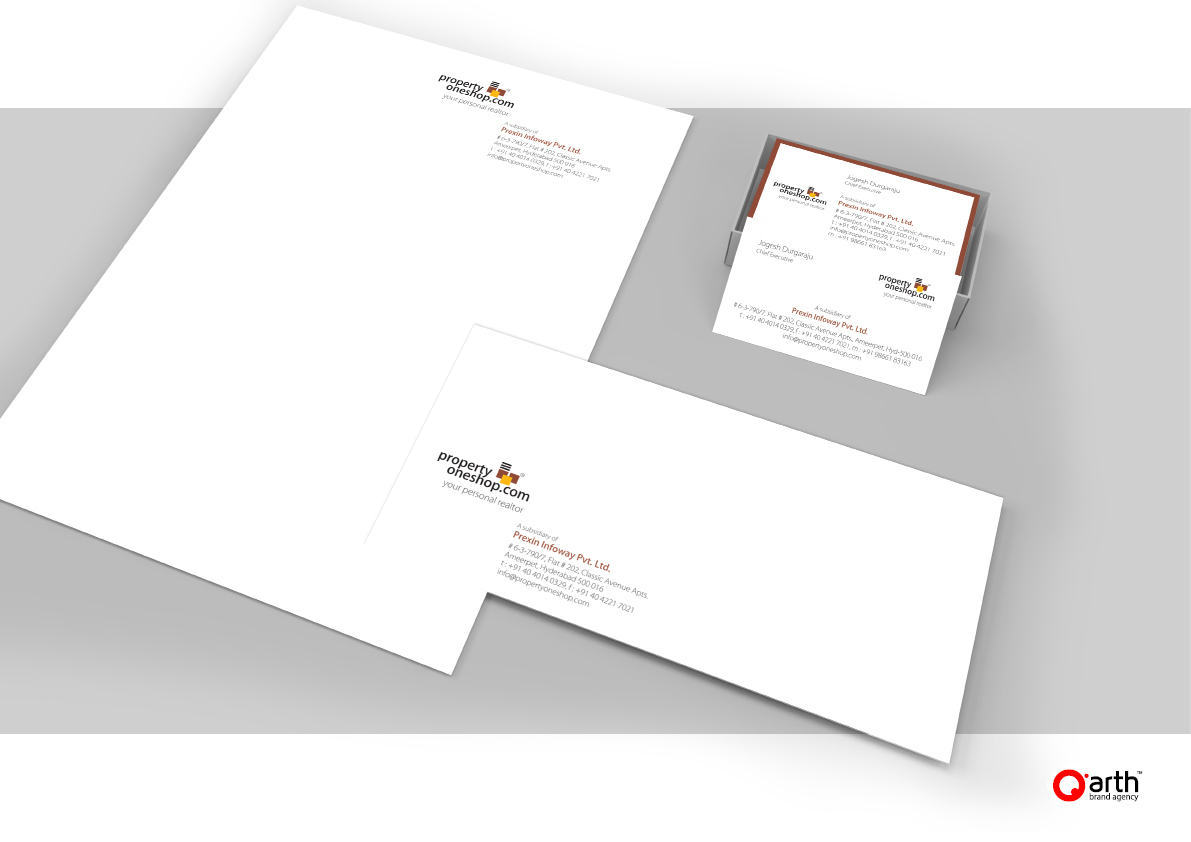 property
oneshop.com
your personal realtor
A subsidiary of
Prexin Infoway Pvt. Ltd.
# 6-3-790/7, Flat # 202, Classic Avenue Apts.
Ameerpet, Hyderabad 500 016
t : +91 40 4014 0329, f : +91 40 4221 7021
info@propertyoneshop.com
Jogesh Durgaraju
Chief Executive
property
oneshop.com
your personal realtor
A subsidiary of
Prexin Infoway Pvt. Ltd.
# 6-3-790/7, Flat # 202, Classic Avenue Apts.
Ameerpet, Hyderabad 500 016
t : +91 40 4014 0329, f : +91 40 4221 7021
info@propertyoneshop.com
m : +91 98661 83163
Jogesh Durgaraju
Chief Executive
property
oneshop.com
your personal realtor
A subsidiary of
Prexin Infoway Pvt. Ltd.
# 6-3-790/7, Flat # 202, Classic Avenue Apts., Ameerpet, Hyd-500 016
t : +91 40 4014 0329, f : +91 40 4221 7021, m : +91 98661 83163
info@propertyoneshop.com
property ®
oneshop.com
your personal realtor
A subsidiary of
Prexin Infoway Pvt. Ltd.
# 6-3-790/7, Flat # 202, Classic Avenue Apts.
Ameerpet, Hyderabad 500 016
t : +91 40 4014 0329, f : +91 40 4221 7021
info@propertyoneshop.com
Q'arth™
brand agency